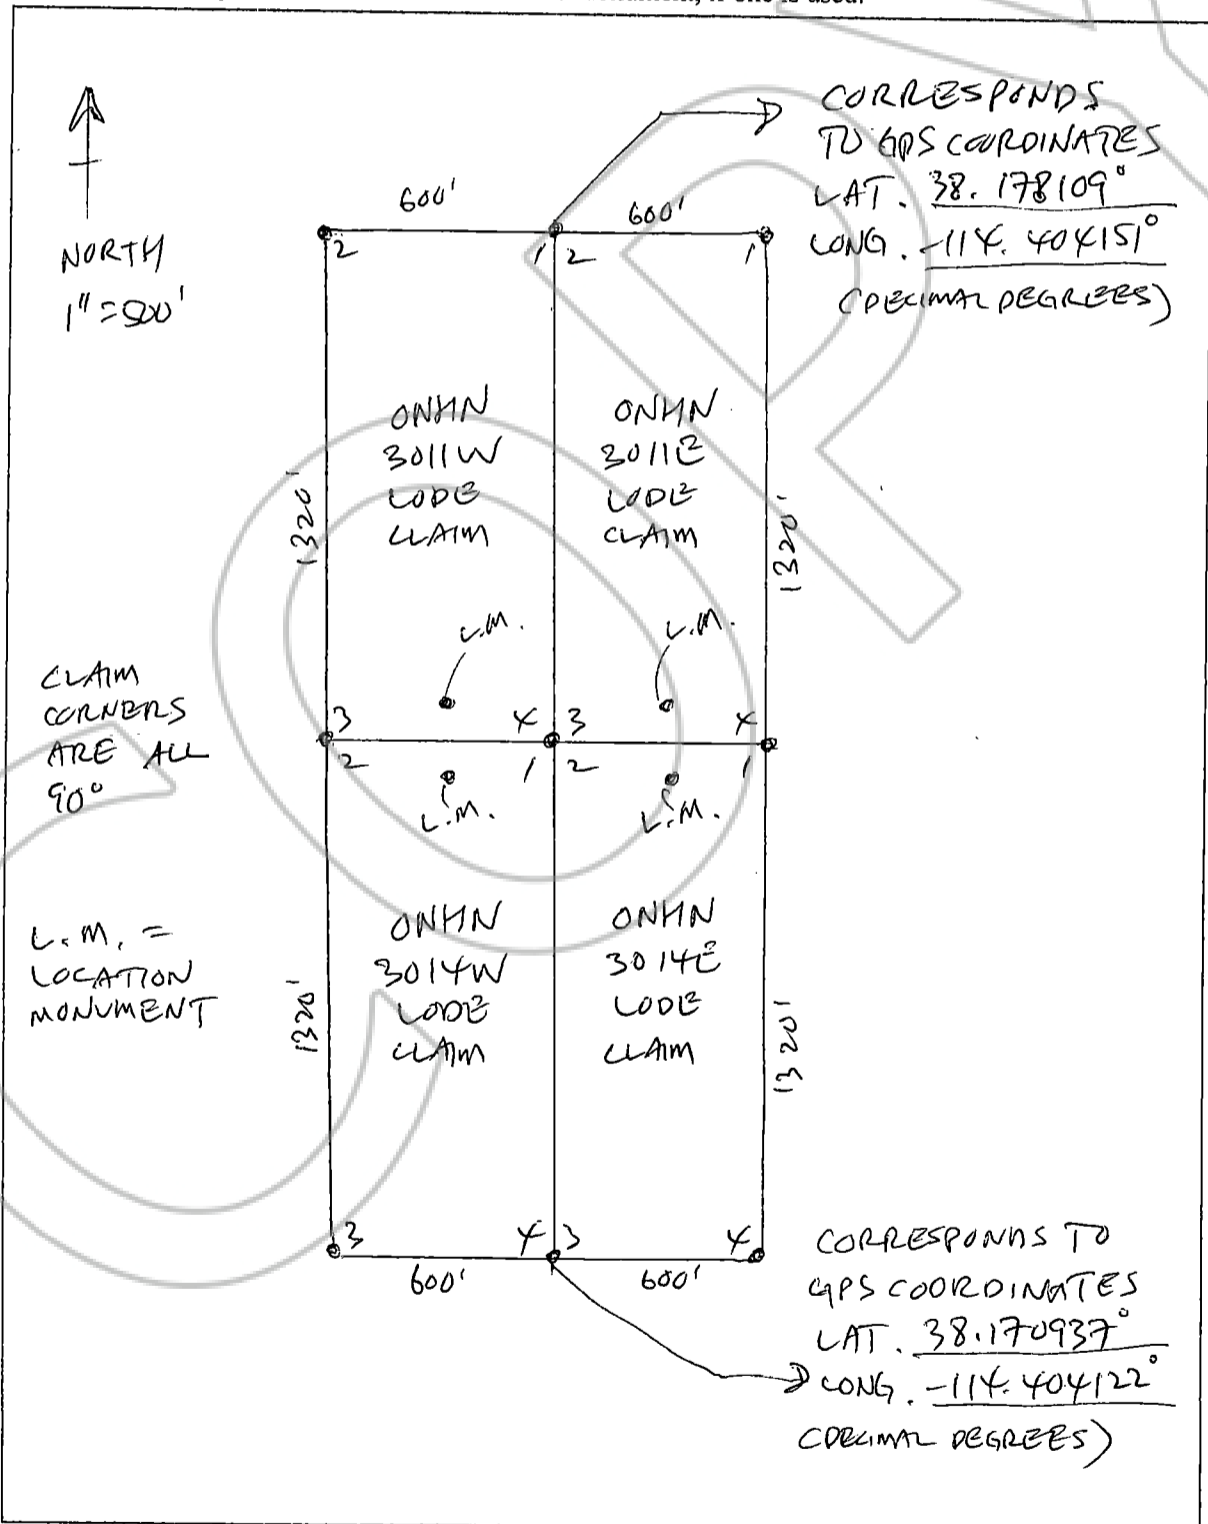 NORTH
1" = 500'
CORRESPONDS
TO GPS COORDINATES
LAT. 38.178109°
LONG. -114.404151°
(DECIMAL DEGREES)
600' 600'
2 1 2 1
ONHN
3011W
LODE
CLAIM
ONHN
3011E
LODE
CLAIM
1320'
1320'
L.M. L.M.
CLAIM
CORNERS
ARE ALL
90°
3 4 3 4
2 1 2 1
L.M. L.M.
L.M. =
LOCATION
MONUMENT
ONHN
3014W
LODE
CLAIM
ONHN
3014E
LODE
CLAIM
1320'
1320'
3 4 3 4
600' 600'
CORRESPONDS TO
GPS COORDINATES
LAT. 38.170937°
LONG. -114.404122°
(DECIMAL DEGREES)
COP